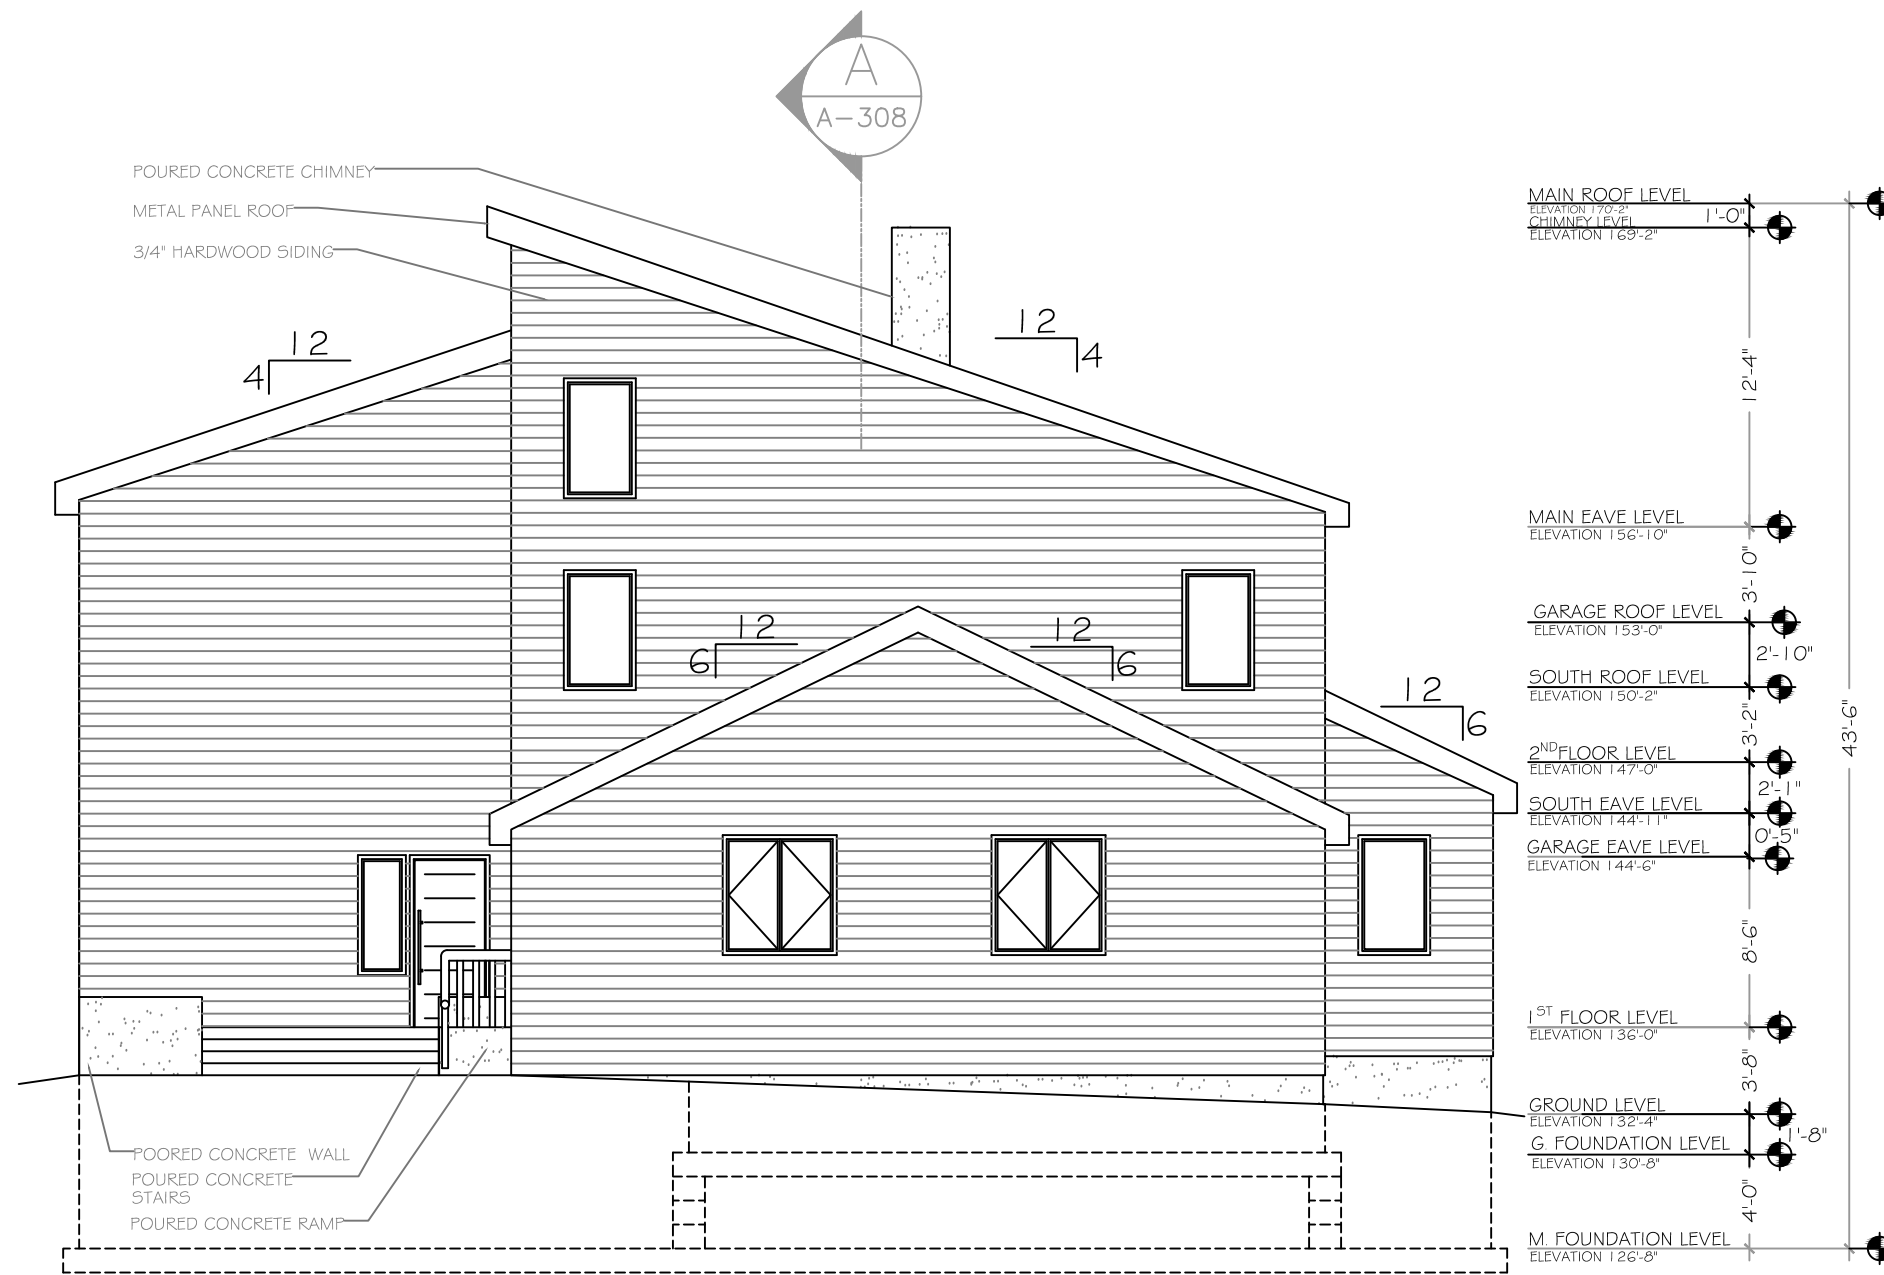 A
A-308
POURED CONCRETE CHIMNEY
METAL PANEL ROOF
3/4" HARDWOOD SIDING
12
4
12
4
12
6
12
6
12
6
POORED CONCRETE WALL
POURED CONCRETE
STAIRS
POURED CONCRETE RAMP
MAIN ROOF LEVEL
ELEVATION 170'-2"
1'-0"
CHIMNEY LEVEL
ELEVATION 169'-2"
12'-4"
MAIN EAVE LEVEL
ELEVATION 156'-10"
3'-10"
GARAGE ROOF LEVEL
ELEVATION 153'-0"
2'-10"
SOUTH ROOF LEVEL
ELEVATION 150'-2"
3'-2"
43'-6"
2ND FLOOR LEVEL
ELEVATION 147'-0"
2'-1"
SOUTH EAVE LEVEL
ELEVATION 144'-11"
0'-5"
GARAGE EAVE LEVEL
ELEVATION 144'-6"
8'-6"
1ST FLOOR LEVEL
ELEVATION 136'-0"
3'-8"
GROUND LEVEL
ELEVATION 132'-4"
1'-8"
G. FOUNDATION LEVEL
ELEVATION 130'-8"
4'-0"
M. FOUNDATION LEVEL
ELEVATION 126'-8"